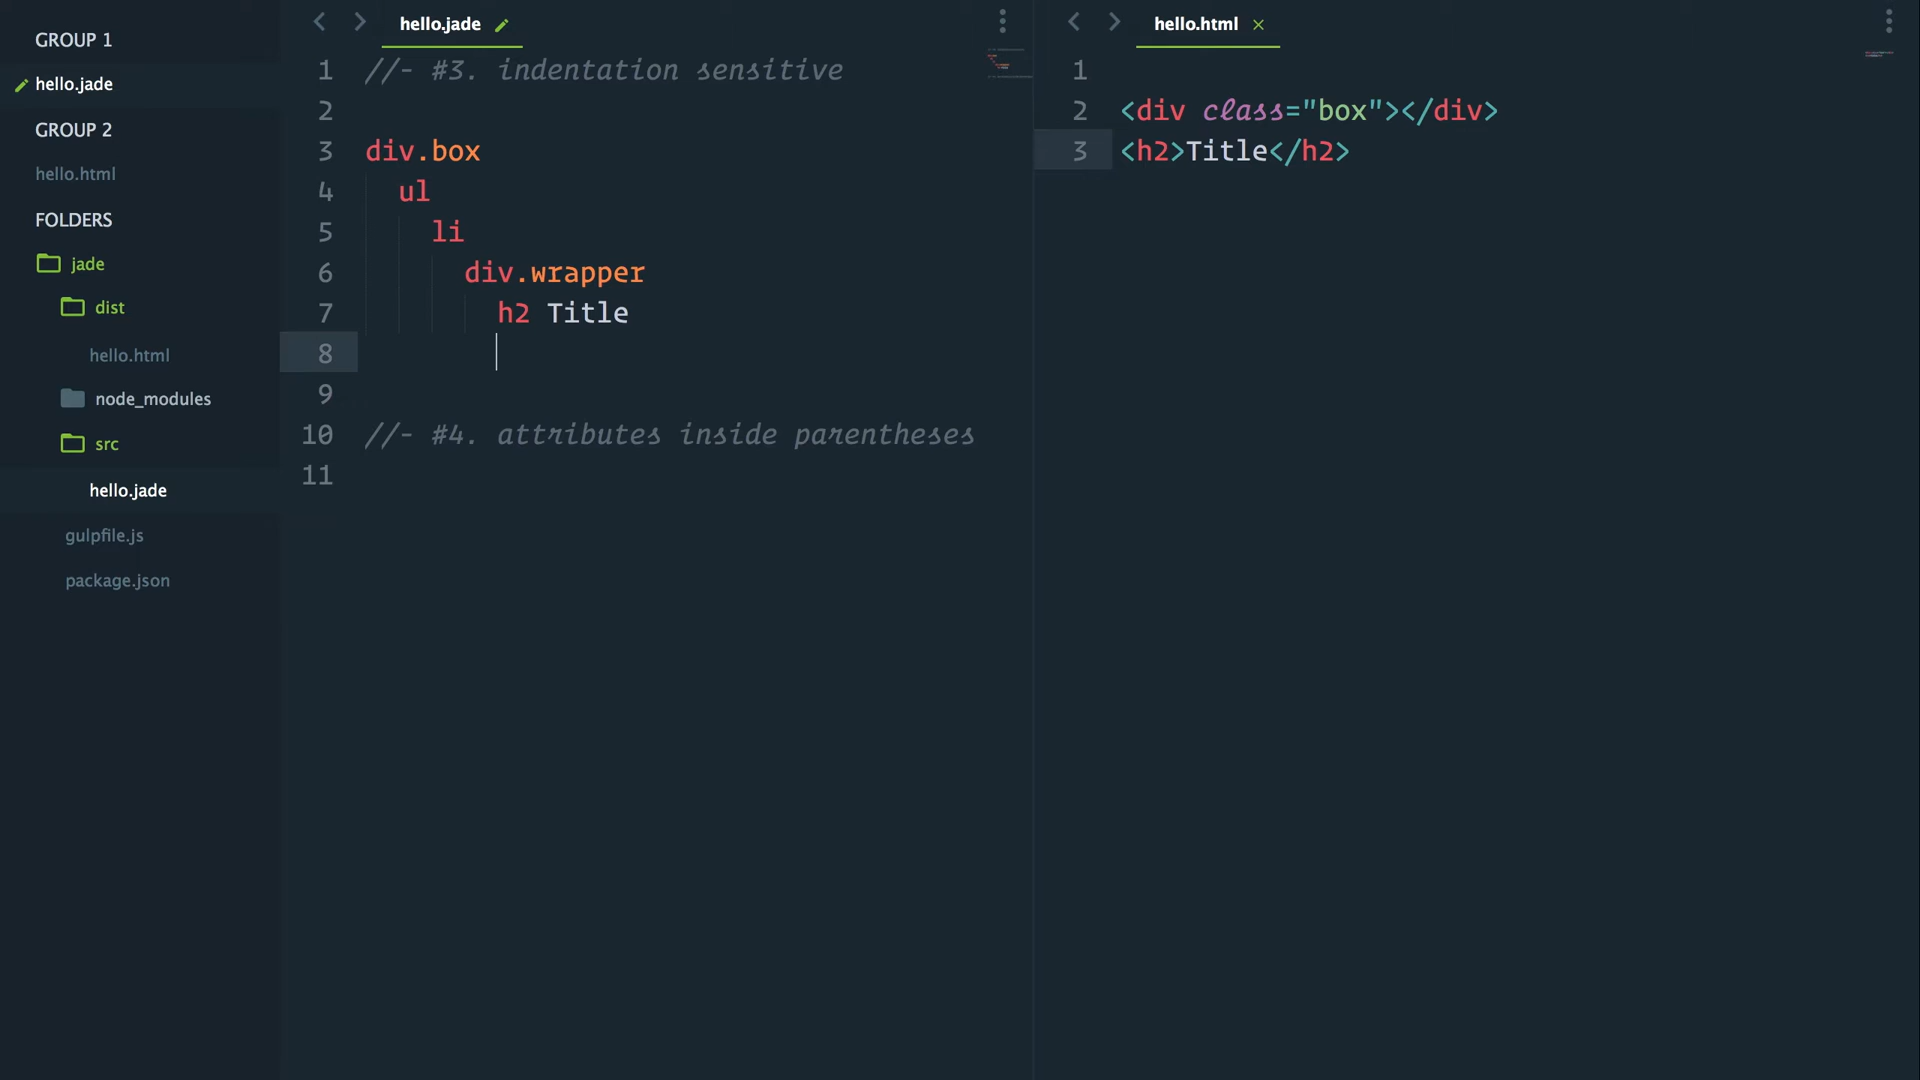 GROUP 1
hello.jade
GROUP 2
hello.html
FOLDERS
jade
dist
hello.html
node_modules
src
hello.jade
gulpfile.js
package.json
hello.jade
1 //- #3. indentation sensitive
2
3 div.box
4 ul
5 li
6 div.wrapper
7 h2 Title
8
9
10 //- #4. attributes inside parentheses
11
hello.html ×
1
2 <div class="box"></div>
3 <h2>Title</h2>